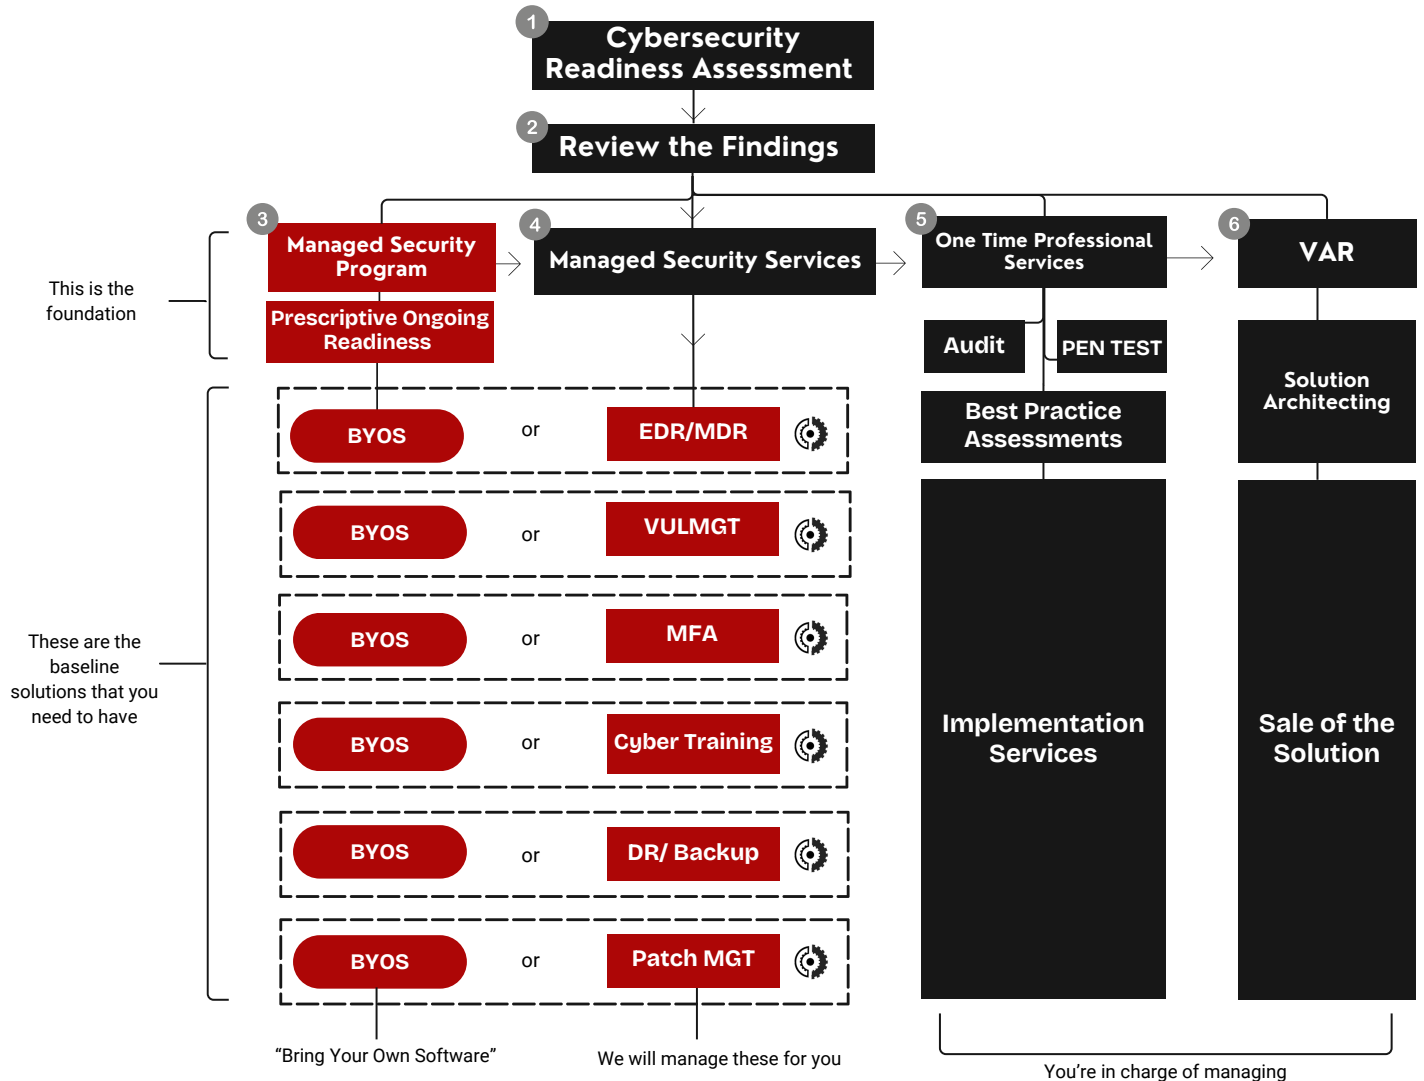 1
Cybersecurity
Readiness Assessment
2
Review the Findings
3
Managed Security
Program
4
Managed Security Services
5
One Time Professional
Services
6
VAR
This is the
foundation
Prescriptive Ongoing
Readiness
Audit
PEN TEST
Solution
Architecting
Best Practice
Assessments
BYOS
or
EDR/MDR
BYOS
or
VULMGT
These are the
baseline
solutions that you
need to have
BYOS
or
MFA
BYOS
or
Cyber Training
Implementation
Services
Sale of the
Solution
BYOS
or
DR/ Backup
BYOS
or
Patch MGT
“Bring Your Own Software”
We will manage these for you
You’re in charge of managing